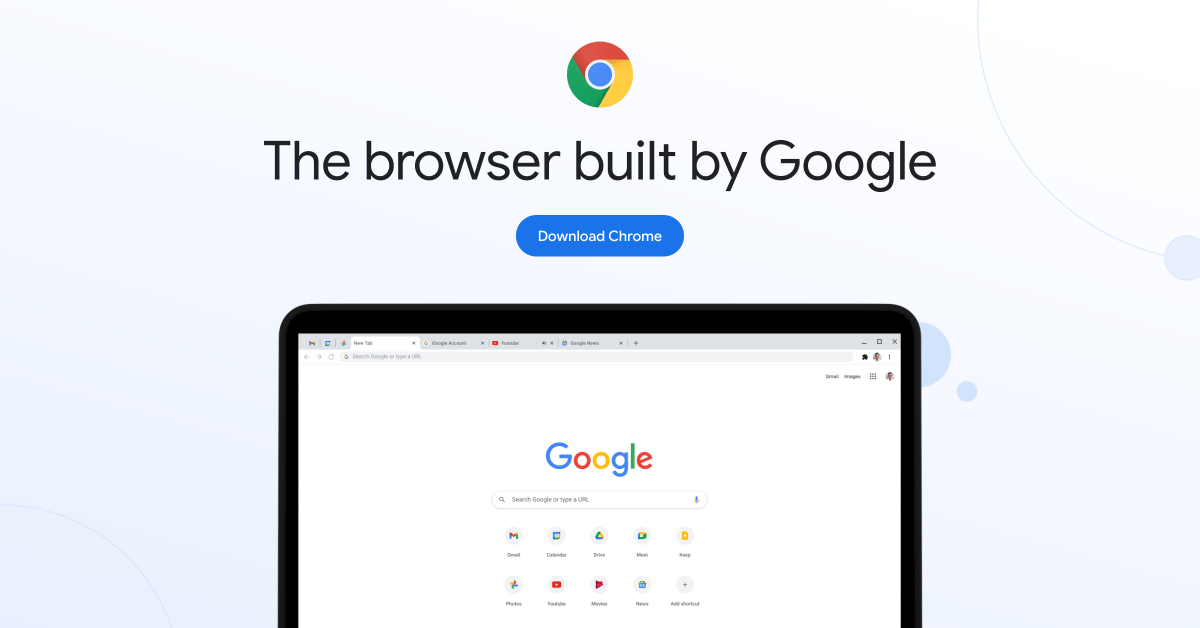 The browser built by Google
Download Chrome
New Tab
Google Account
Youtube
Google News
Search Google or type a URL
Gmail Images
Google
Search Google or type a URL
Gmail Calendar Drive Meet Keep
Photos Youtube Movies News Add shortcut